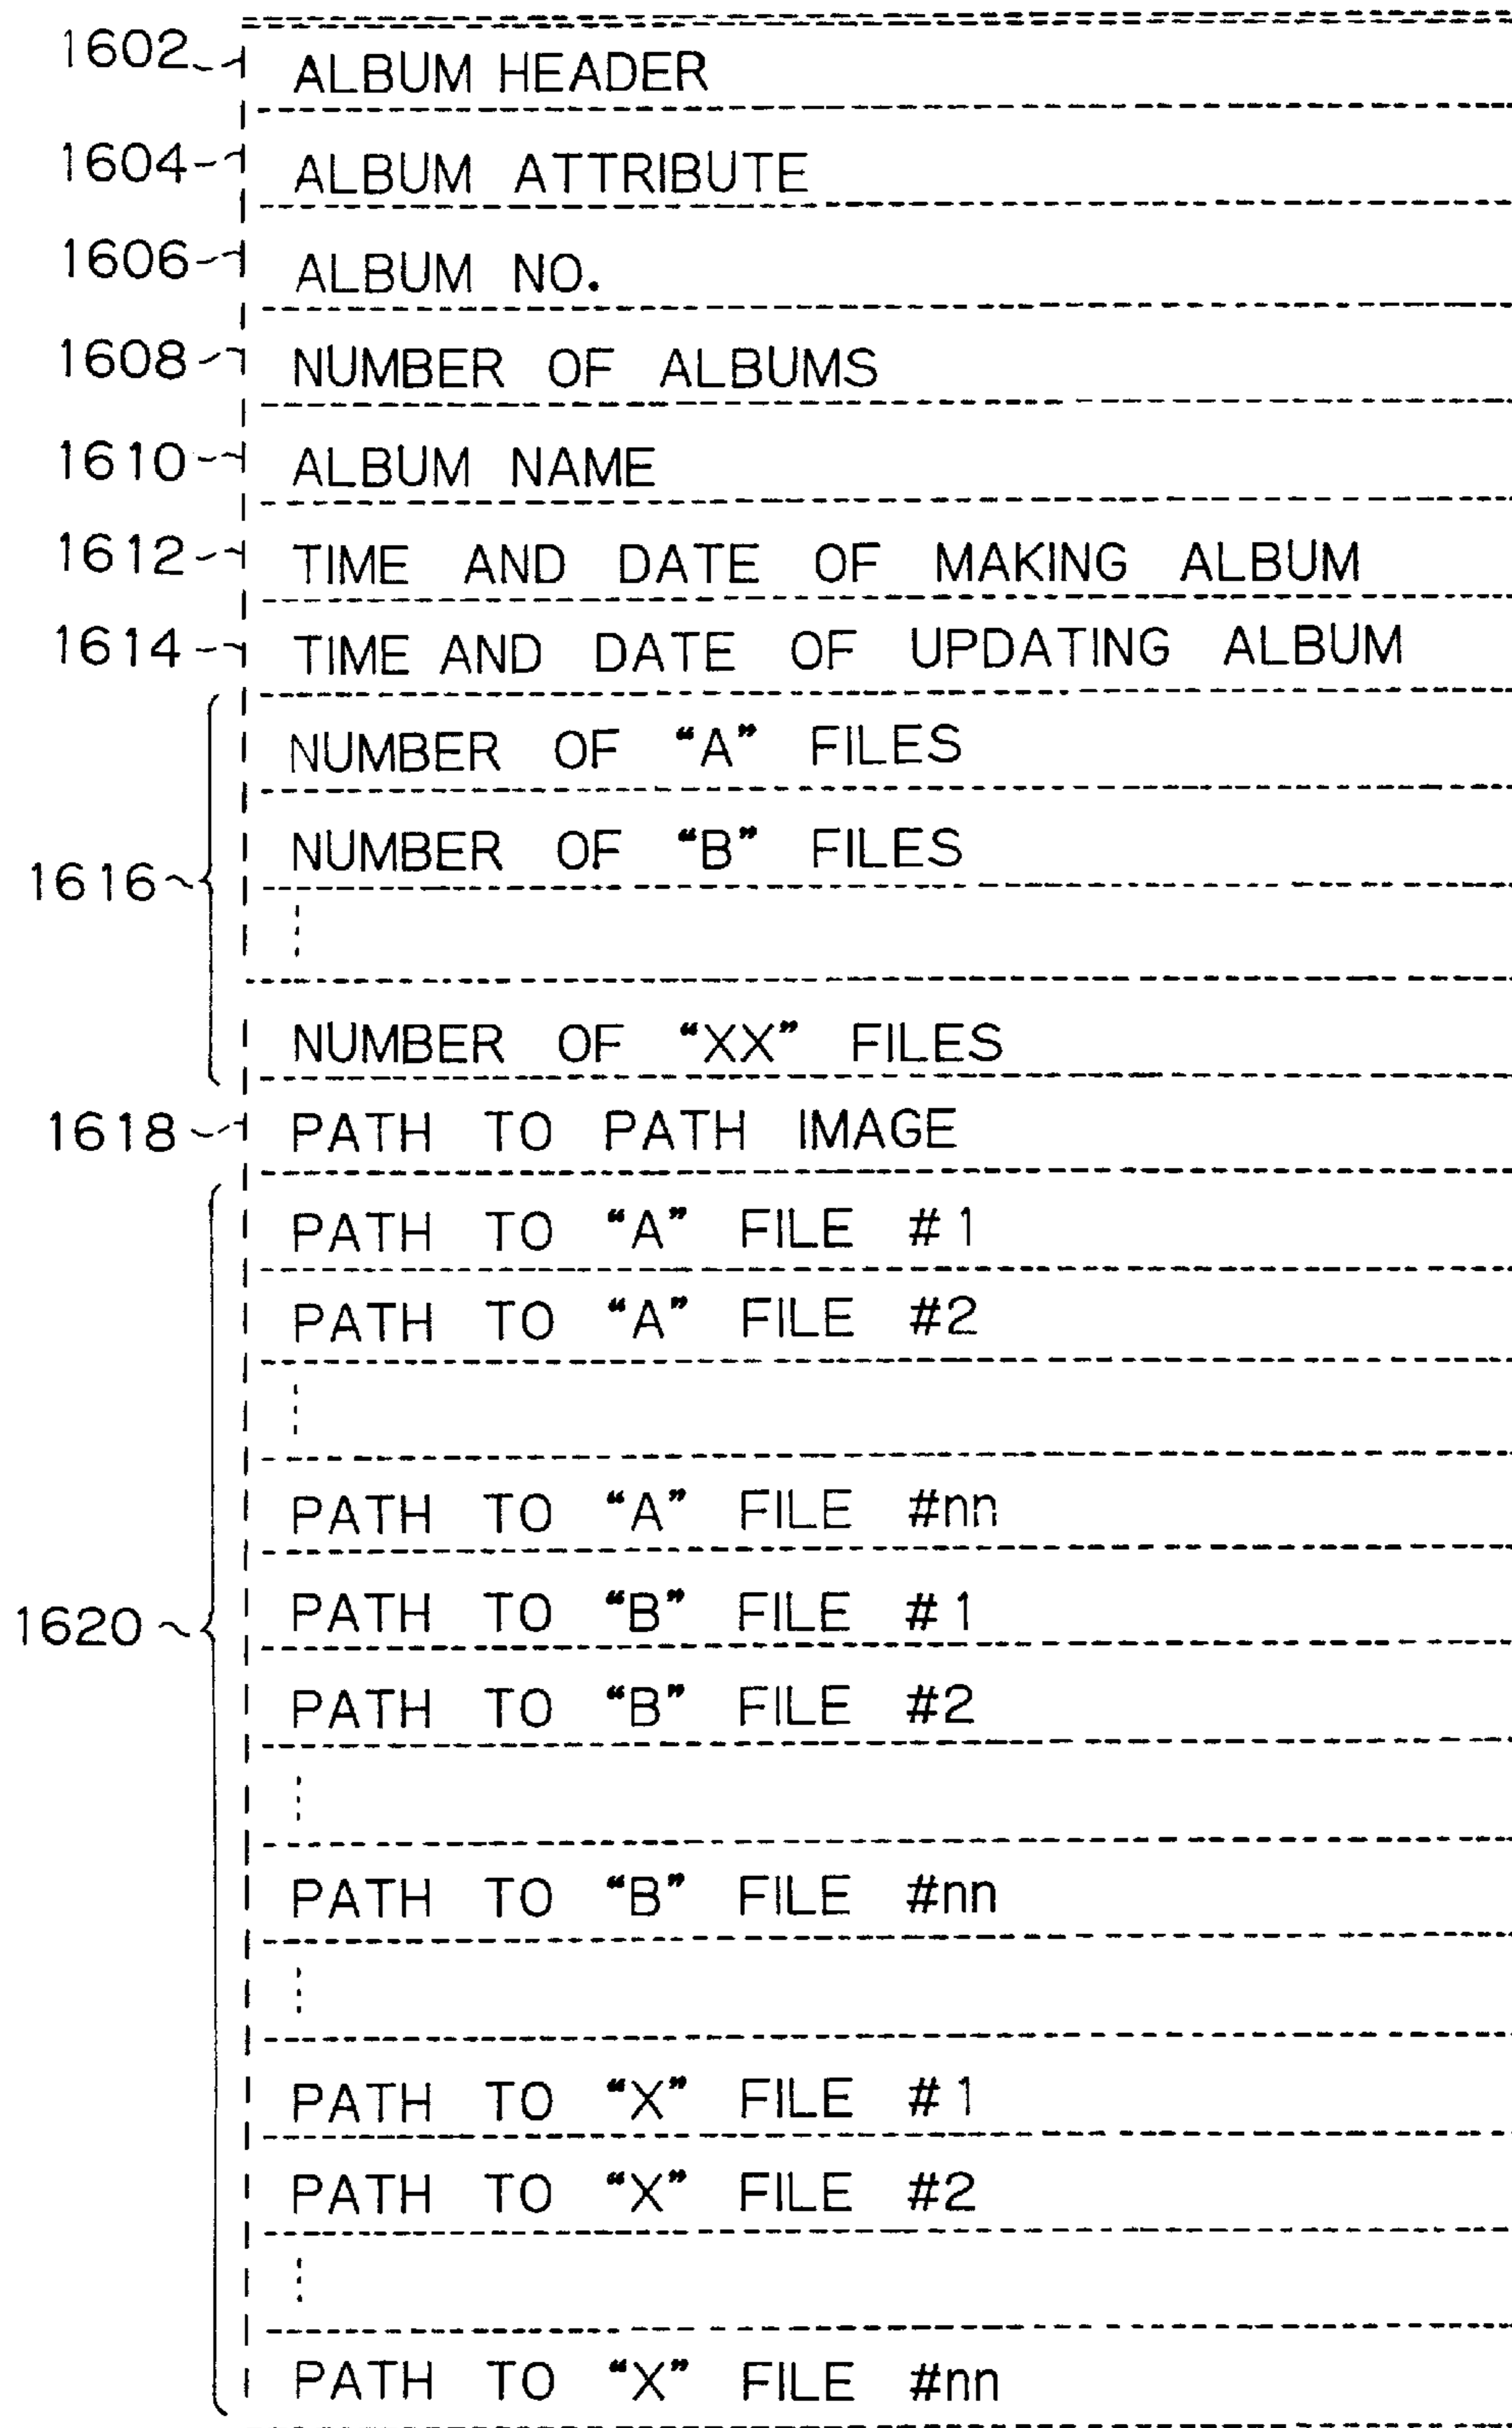 1602 ALBUM HEADER
1604 ALBUM ATTRIBUTE
1606 ALBUM NO.
1608 NUMBER OF ALBUMS
1610 ALBUM NAME
1612 TIME AND DATE OF MAKING ALBUM
1614 TIME AND DATE OF UPDATING ALBUM
NUMBER OF “A” FILES
NUMBER OF “B” FILES
1616
NUMBER OF “XX” FILES
1618 PATH TO PATH IMAGE
PATH TO “A” FILE #1
PATH TO “A” FILE #2
PATH TO “A” FILE #nn
1620 PATH TO “B” FILE #1
PATH TO “B” FILE #2
PATH TO “B” FILE #nn
PATH TO “X” FILE #1
PATH TO “X” FILE #2
PATH TO “X” FILE #nn